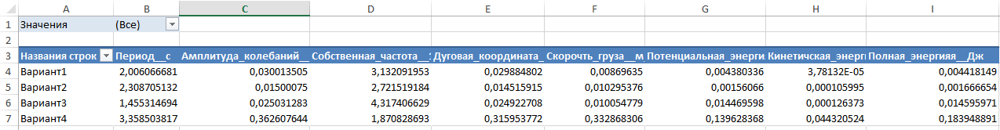 A B C D E F G H I
1 Значения (Все)
2
3 Названия строк Период__с Амплитуда_колебаний__ Собственная_частота__ Дуговая_координата_ Скорочть_груза__м Потенциальная_энерги Кинетичская_энерг Полная_энергияя__Дж
4 Вариант1 2,006066681 0,030013505 3,132091953 0,029884802 0,00869635 0,004380336 3,78132E-05 0,004418149
5 Вариант2 2,308705132 0,01500075 2,721519184 0,014515915 0,010295376 0,00156066 0,000105995 0,001666654
6 Вариант3 1,455314694 0,025031283 4,317406629 0,024922708 0,010054779 0,014469598 0,000126373 0,014595971
7 Вариант4 3,358503817 0,362607644 1,870828693 0,315953772 0,332868306 0,139628368 0,044320524 0,183948891